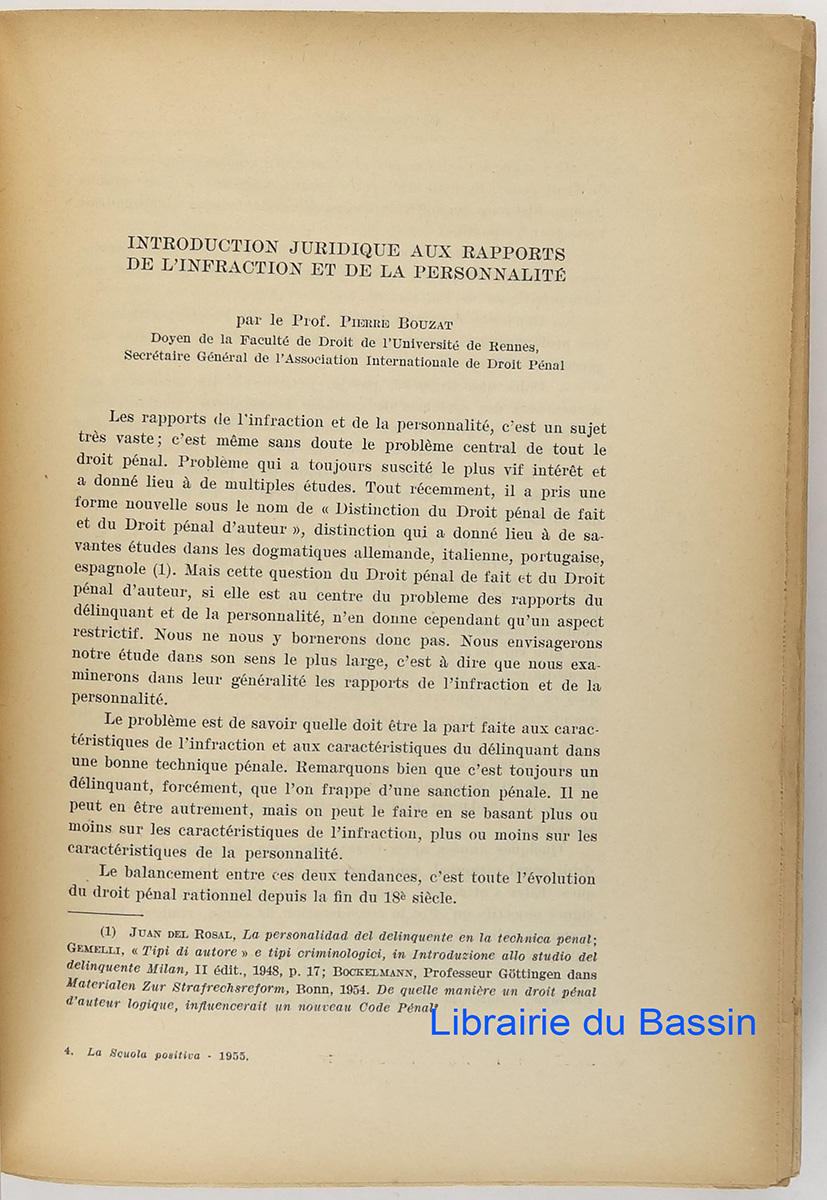 INTRODUCTION JURIDIQUE AUX RAPPORTS
DE L'INFRACTION ET DE LA PERSONNALITÉ
par le Prof. PIERRE BOUZAT
Doyen de la Faculté de Droit de l'Université de Rennes,
Secrétaire Général de l'Association Internationale de Droit Pénal
Les rapports de l'infraction et de la personnalité, c'est un sujet
très vaste; c'est même sans doute le problème central de tout le
droit pénal. Problème qui a toujours suscité le plus vif intérêt et
a donné lieu à de multiples études. Tout récemment, il a pris une
forme nouvelle sous le nom de « Distinction du Droit pénal de fait
et du Droit pénal d'auteur », distinction qui a donné lieu à de sa-
vantes études dans les dogmatiques allemande, italienne, portugaise,
espagnole (1). Mais cette question du Droit pénal de fait et du Droit
pénal d'auteur, si elle est au centre du probleme des rapports du
délinquant et de la personnalité, n'en donne cependant qu'un aspect
restrictif. Nous ne nous y bornerons donc pas. Nous envisagerons
notre étude dans son sens le plus large, c'est à dire que nous exa-
minerons dans leur généralité les rapports de l'infraction et de la
personnalité.
Le problème est de savoir quelle doit être la part faite aux carac-
téristiques de l'infraction et aux caractéristiques du délinquant dans
une bonne technique pénale. Remarquons bien que c'est toujours un
délinquant, forcément, que l'on frappe d'une sanction pénale. Il ne
peut en être autrement, mais on peut le faire en se basant plus ou
moins sur les caractéristiques de l'infraction, plus ou moins sur les
caractéristiques de la personnalité.
Le balancement entre ces deux tendances, c'est toute l'évolution
du droit pénal rationnel depuis la fin du 18è siècle.
(1) JUAN DEL ROSAL, La personalidad del delinquente en la technica penal;
GEMELLI, « Tipi di autore » e tipi criminologici, in Introduzione allo studio del
delinquente Milan, II édit., 1948, p. 17; BOCKELMANN, Professeur Göttingen dans
Materialen Zur Strafrechsreform, Bonn, 1954. De quelle manière un droit pénal
d'auteur logique, influencerait un nouveau Code Pénal?
Librairie du Bassin
4. La Scuola positiva - 1955.